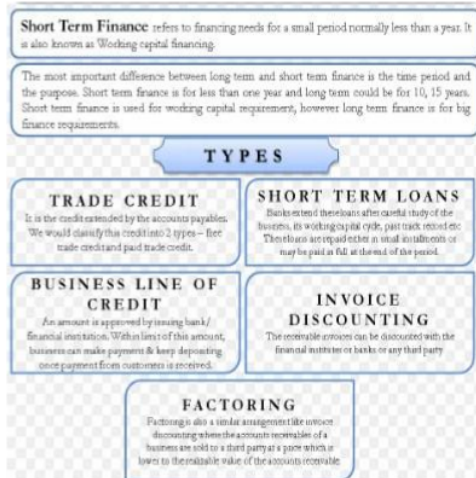 Short Term Finance refers to financing needs for a small period normally less than a year. It
is also known as Working capital financing.
The most important difference between long term and short term finance is the time period and
the purpose. Short term finance is for less than one year and long term could be for 10, 15 years.
Short term finance is used for working capital requirement, however long term finance is for big
finance requirements.
TYPES
TRADE CREDIT
It is the credit extended by the accounts payables.
We would classify this credit into 2 types – free
trade credit and paid trade credit.
SHORT TERM LOANS
Banks extend these loans after careful study of the
business, its working capital cycle, past track record etc
These loans are repaid either in small installments or
may be paid in full at the end of the period.
BUSINESS LINE OF
CREDIT
An amount is approved by issuing bank/
financial institution. Within limit of this amount,
business can make payment & keep depositing
once payment from customers is received.
INVOICE
DISCOUNTING
The receivable invoices can be discounted with the
financial institutes or banks or any third party
FACTORING
Factoring is also a similar arrangement like invoice
discounting where the accounts receivables of a
business are sold to a third party at a price which is
lower to the realizable value of the accounts receivable.